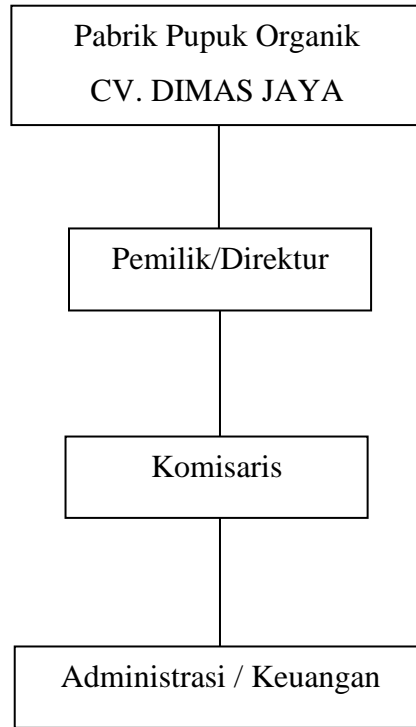 Pabrik Pupuk Organik
CV. DIMAS JAYA
Pemilik/Direktur
Komisaris
Administrasi / Keuangan